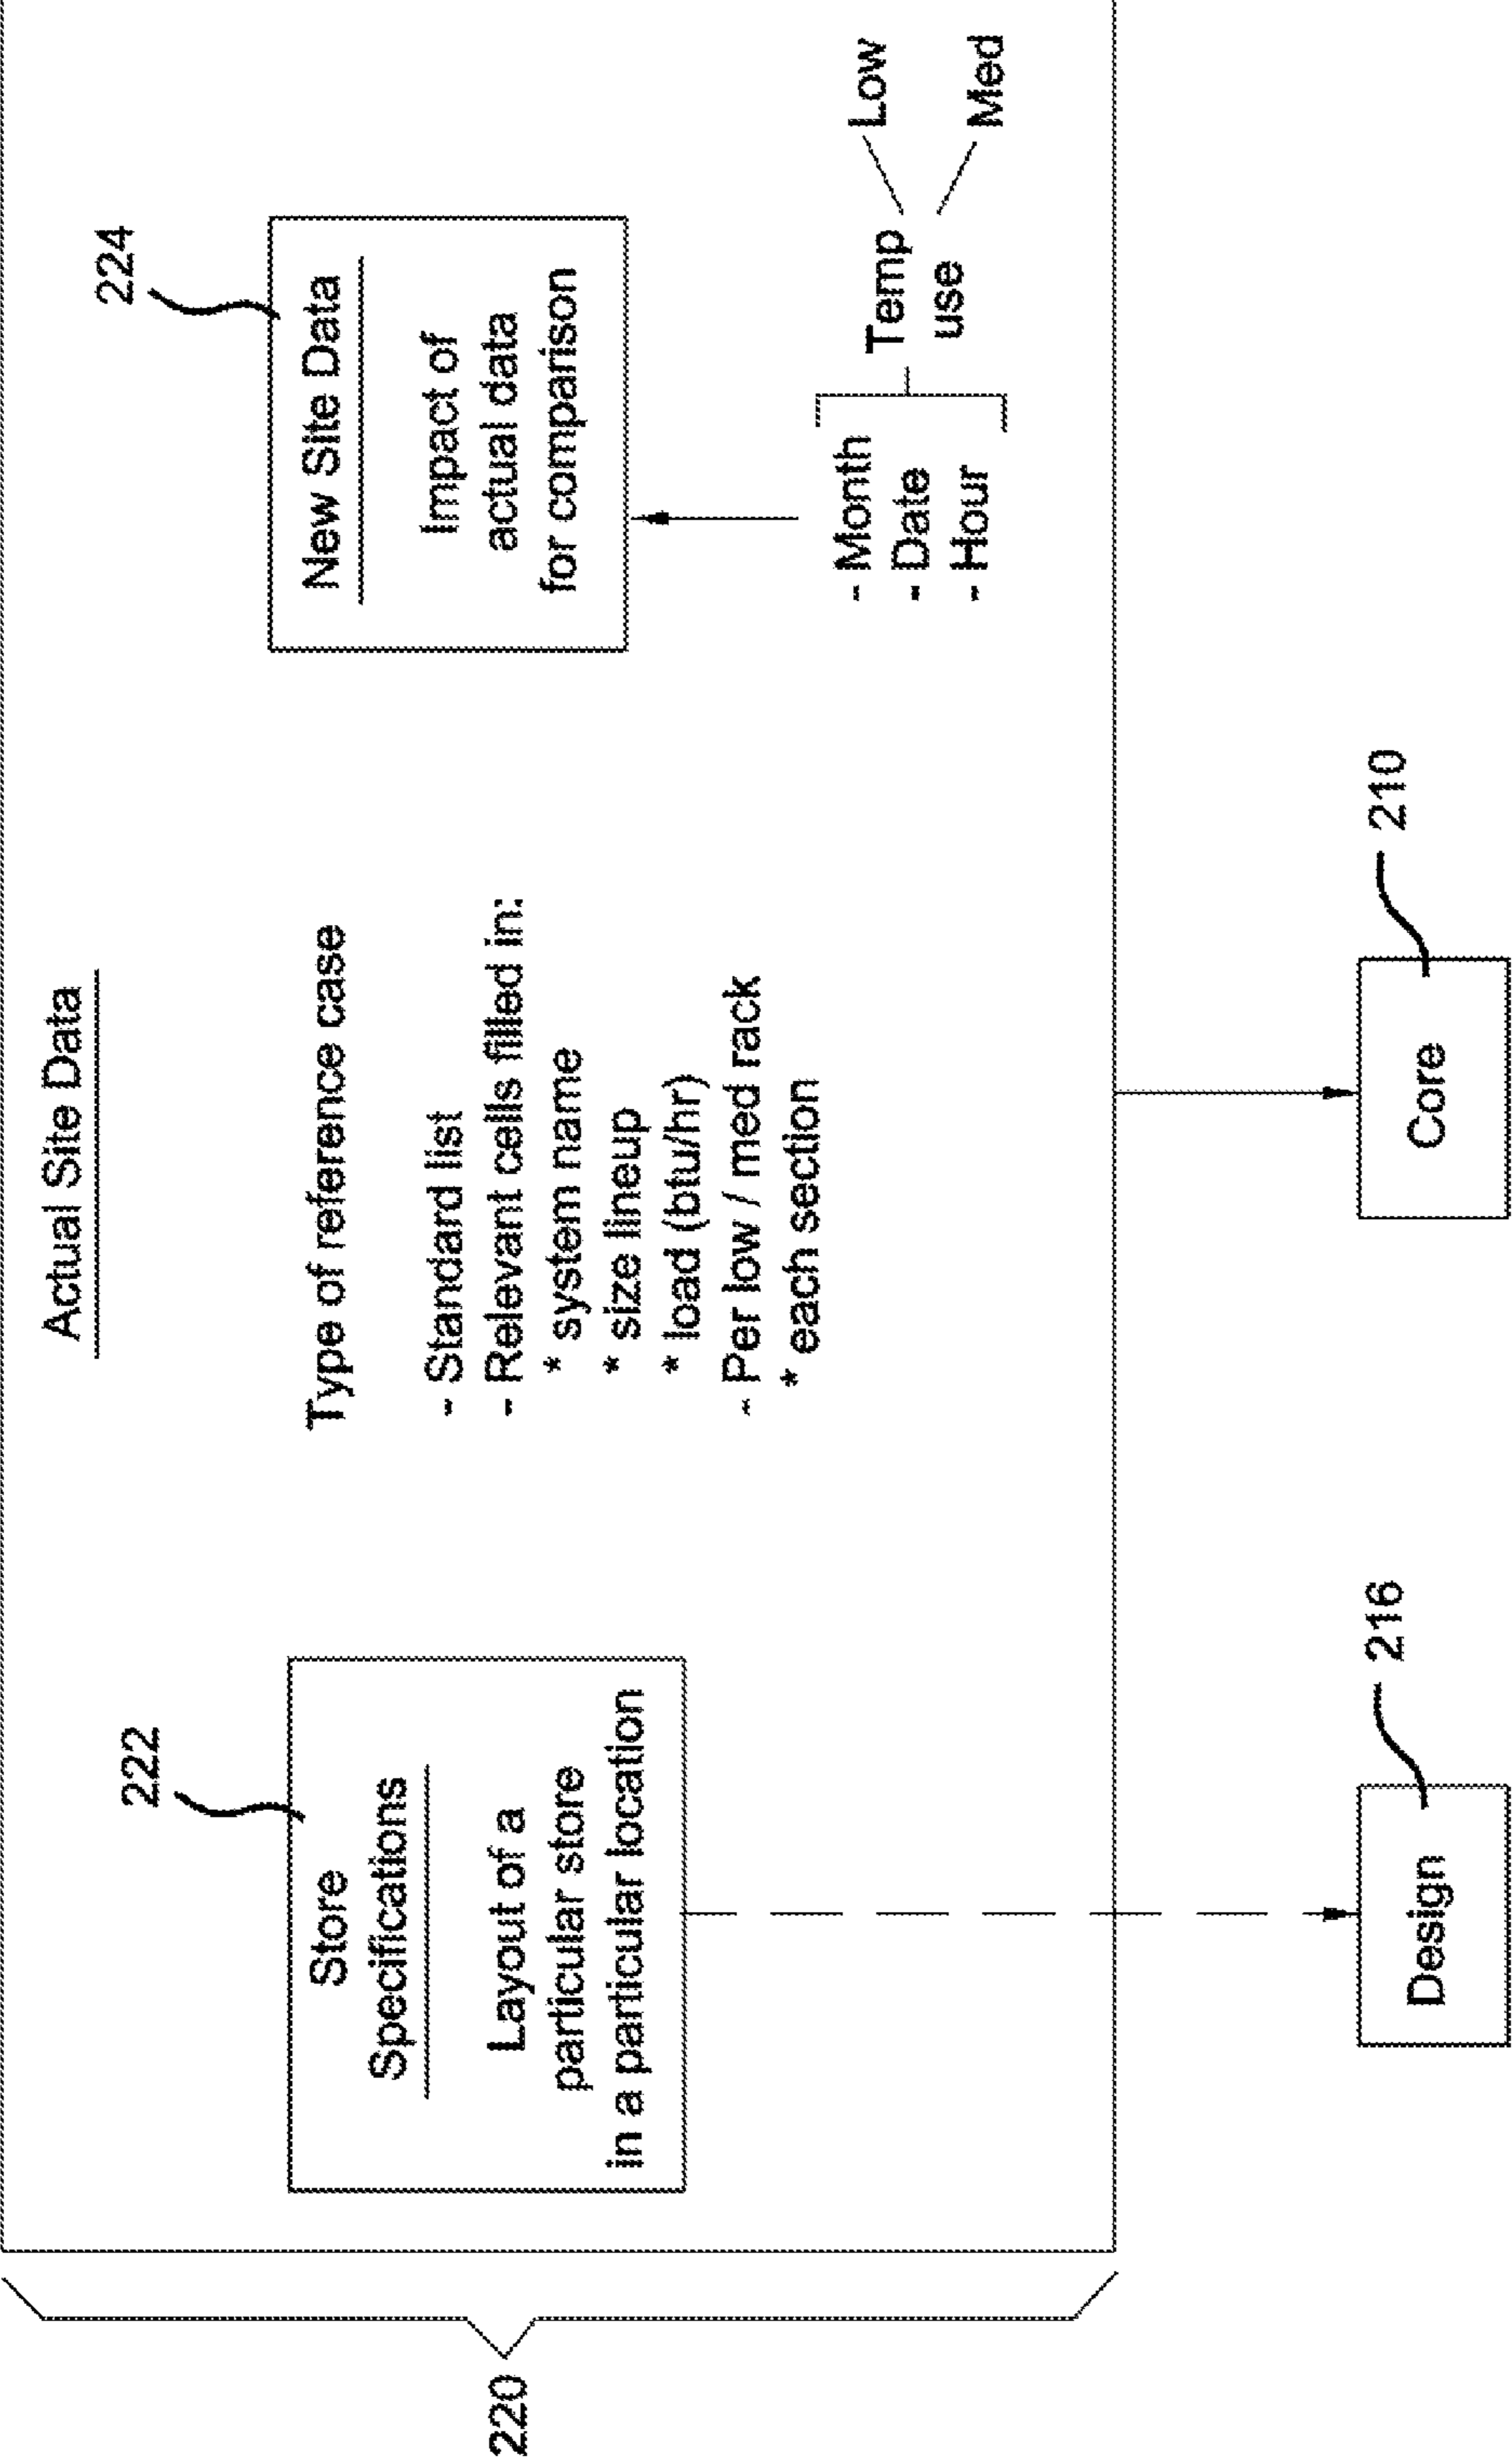 Actual Site Data
220
222
Store
Specifications
Layout of a
particular store
in a particular location
Type of reference case
- Standard list
- Relevant cells filled in:
* system name
* size lineup
* load (btu/hr)
- Per low / med rack
* each section
224
New Site Data
Impact of
actual data
for comparison
- Month
- Date
- Hour
Temp
use
Low
Med
Design
216
Core
210